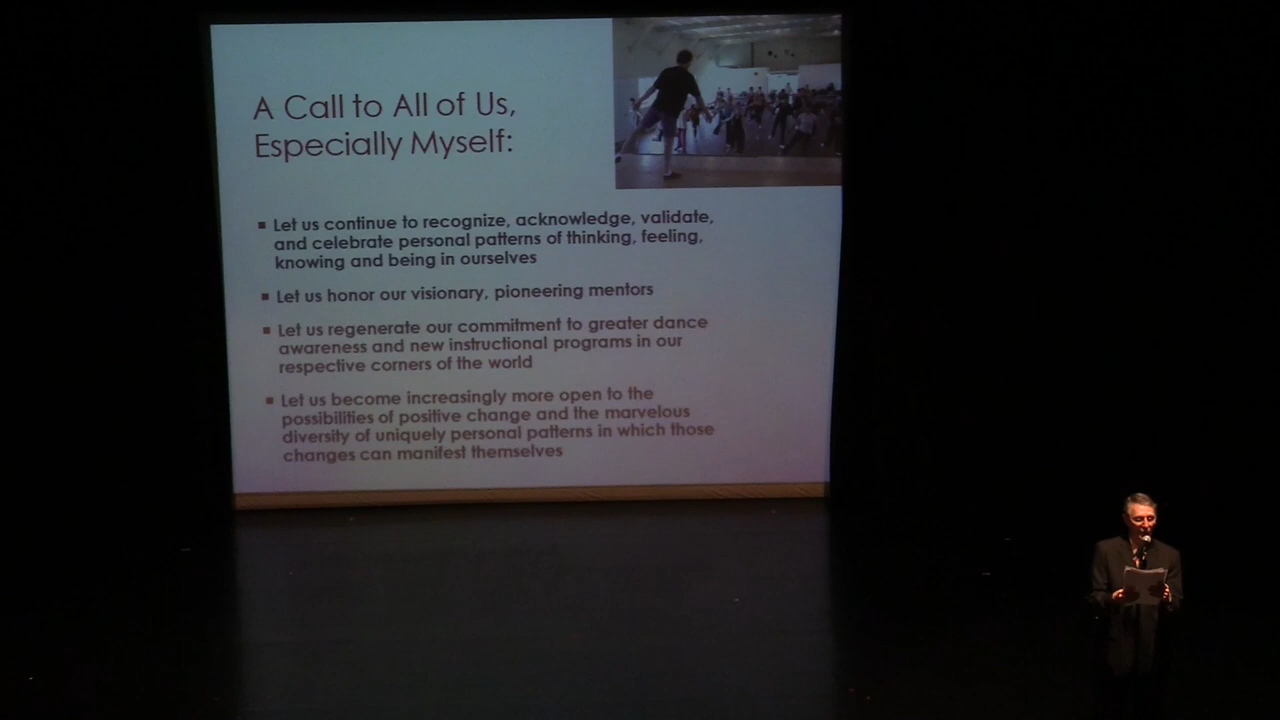 A Call to All of Us,
Especially Myself:
▪ Let us continue to recognize, acknowledge, validate,
and celebrate personal patterns of thinking, feeling,
knowing and being in ourselves
▪ Let us honor our visionary, pioneering mentors
▪ Let us regenerate our commitment to greater dance
awareness and new instructional programs in our
respective corners of the world
▪ Let us become increasingly more open to the
possibilities of positive change and the marvelous
diversity of uniquely personal patterns in which those
changes can manifest themselves